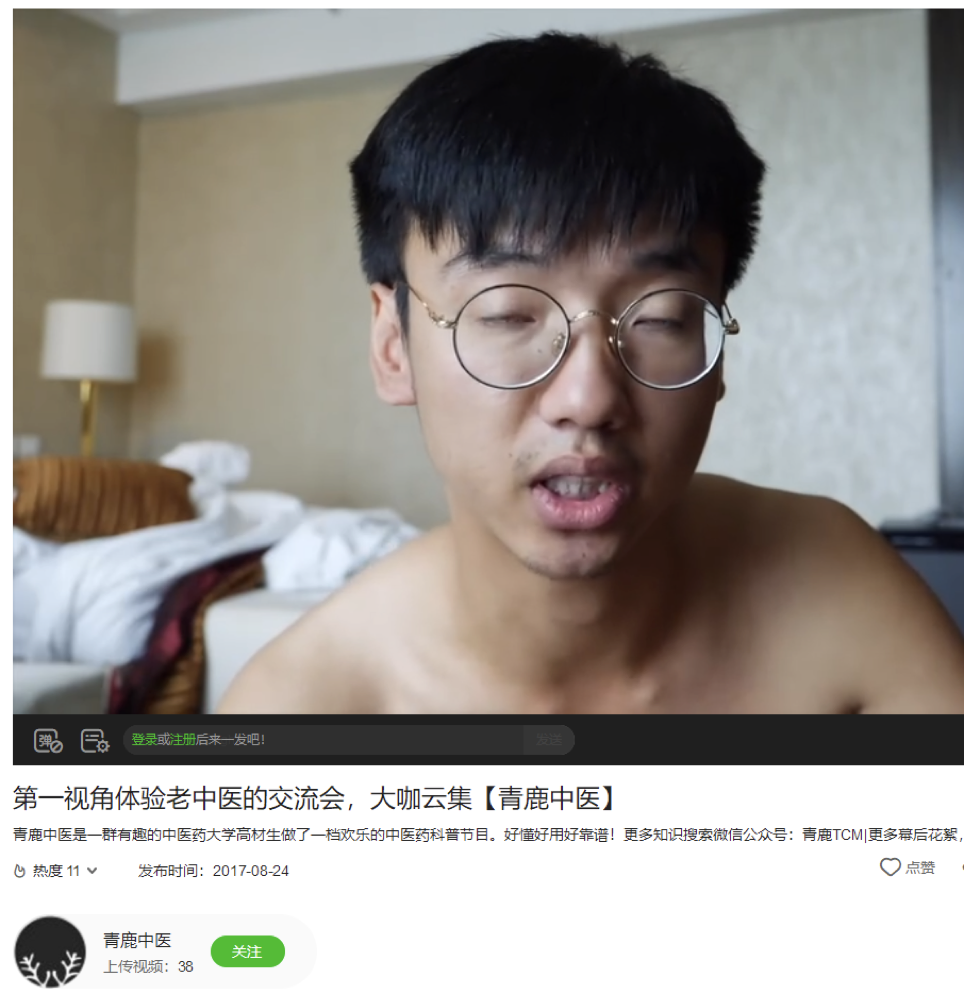 弹
登录或注册后来一发吧!
发送
第一视角体验老中医的交流会，大咖云集【青鹿中医】
青鹿中医是一群有趣的中医药大学高材生做了一档欢乐的中医药科普节目。好懂好用好靠谱！更多知识搜索微信公众号：青鹿TCM|更多幕后花絮，
热度 11 发布时间：2017-08-24 点赞
青鹿中医
关注
上传视频：38